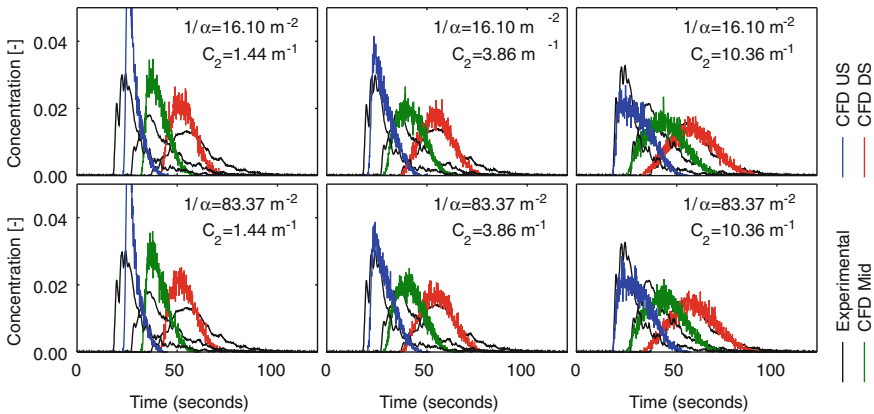 0.04
0.02
0.00
Concentration [-]
1/α=16.10 m-2
C2=1.44 m-1
1/α=16.10 m -2
C2=3.86 m -1
1/α=16.10 m-2
C2=10.36 m-1
0.04
0.02
0.00
Concentration [-]
1/α=83.37 m-2
C2=1.44 m-1
1/α=83.37 m-2
C2=3.86 m-1
1/α=83.37 m-2
C2=10.36 m-1
0 50 100
0 50 100
0 50 100
Time (seconds)
Time (seconds)
Time (seconds)
Experimental
CFD US
CFD Mid
CFD DS